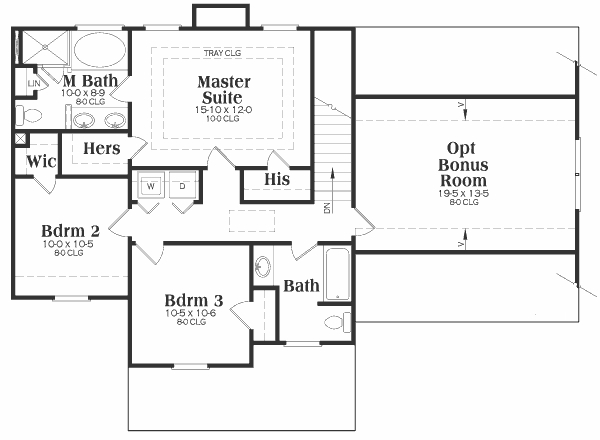 TRAY CLG
Master
Suite
15-10 x 12-0
10-0 CLG
LIN
M Bath
10-0 x 8-9
8-0 CLG
Hers
Wic
W
D
His
DN
V
Opt
Bonus
Room
19-5 x 13-5
8-0 CLG
V
Bdrm 2
10-0 x 10-5
8-0 CLG
Bdrm 3
10-5 x 10-6
8-0 CLG
Bath